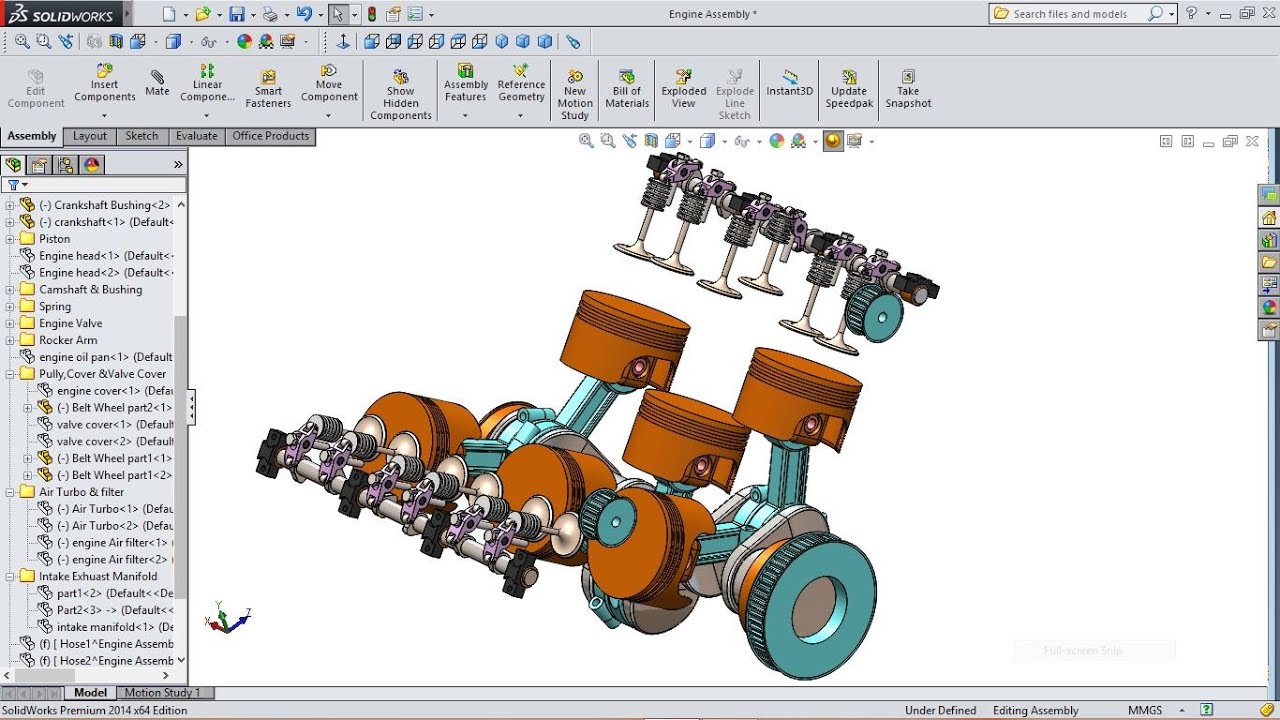 SOLIDWORKS
Engine Assembly *
Search files and models
Edit Component
Insert Components
Mate
Linear Compone...
Smart Fasteners
Move Component
Show Hidden Components
Assembly Features
Reference Geometry
New Motion Study
Bill of Materials
Exploded View
Explode Line Sketch
Instant3D
Update Speedpak
Take Snapshot
Assembly Layout Sketch Evaluate Office Products
(-) Crankshaft Bushing<2>
(-) crankshaft<1> (Default<
Piston
Engine head<1> (Default<
Engine head<2> (Default<
Camshaft & Bushing
Spring
Engine Valve
Rocker Arm
engine oil pan<1> (Default
Pully,Cover &Valve Cover
engine cover<1> (Defau
(-) Belt Wheel part2<1>
valve cover<1> (Default
valve cover<2> (Default
(-) Belt Wheel part1<1>
(-) Belt Wheel part1<2>
Air Turbo & filter
(-) Air Turbo<1> (Defau
(-) Air Turbo<2> (Defau
(-) engine Air filter<1> (
(-) engine Air filter<2> (
Intake Exhuast Manifold
part1<2> (Default<<De
Part2<3> -> (Default<<
intake manifold<1> (De
(f) [ Hose1^Engine Assemb
(f) [ Hose2^Engine Assemb
Y
X
Z
Full-screen Snip
Model Motion Study 1
SolidWorks Premium 2014 x64 Edition
Under Defined
Editing Assembly
MMGS